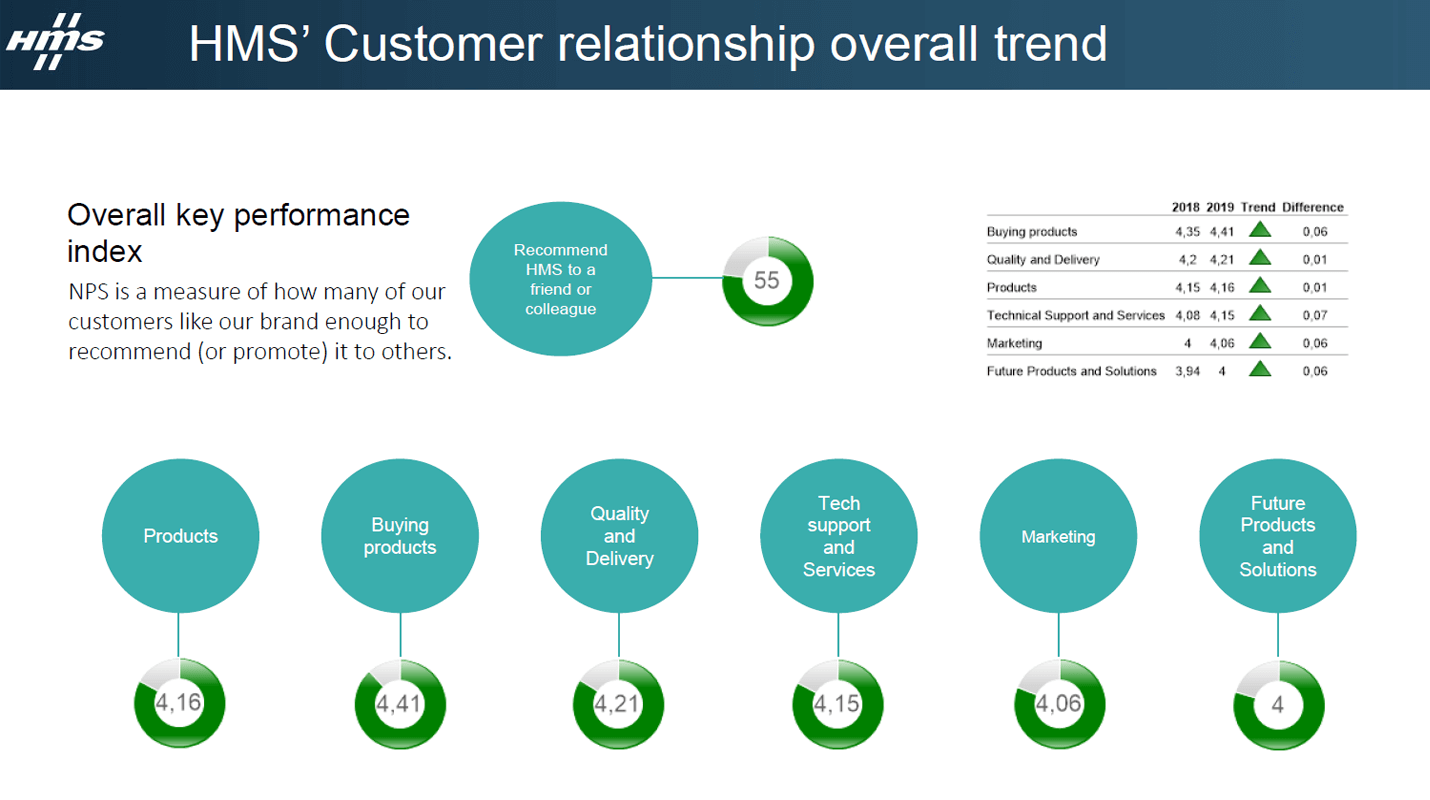 HMS
HMS’ Customer relationship overall trend
Overall key performance
index
NPS is a measure of how many of our
customers like our brand enough to
recommend (or promote) it to others.
Recommend
HMS to a
friend or
colleague
55
2018 2019 Trend Difference
Buying products 4,35 4,41 0,06
Quality and Delivery 4,2 4,21 0,01
Products 4,15 4,16 0,01
Technical Support and Services 4,08 4,15 0,07
Marketing 4 4,06 0,06
Future Products and Solutions 3,94 4 0,06
Products
4,16
Buying
products
4,41
Quality
and
Delivery
4,21
Tech
support
and
Services
4,15
Marketing
4,06
Future
Products
and
Solutions
4